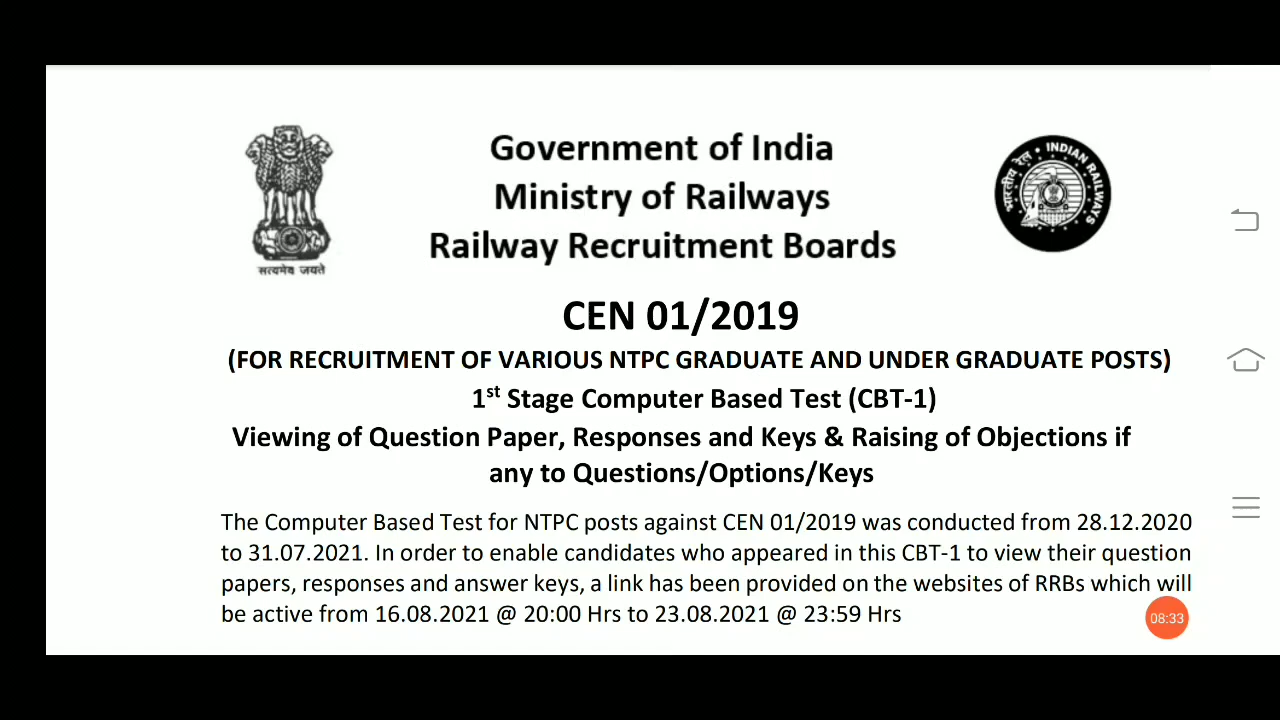 Government of India
Ministry of Railways
Railway Recruitment Boards
सत्यमेव जयते
भारतीय रेल • INDIAN RAILWAYS
CEN 01/2019
(FOR RECRUITMENT OF VARIOUS NTPC GRADUATE AND UNDER GRADUATE POSTS)
1st Stage Computer Based Test (CBT-1)
Viewing of Question Paper, Responses and Keys & Raising of Objections if
any to Questions/Options/Keys
The Computer Based Test for NTPC posts against CEN 01/2019 was conducted from 28.12.2020
to 31.07.2021. In order to enable candidates who appeared in this CBT-1 to view their question
papers, responses and answer keys, a link has been provided on the websites of RRBs which will
be active from 16.08.2021 @ 20:00 Hrs to 23.08.2021 @ 23:59 Hrs
08:33